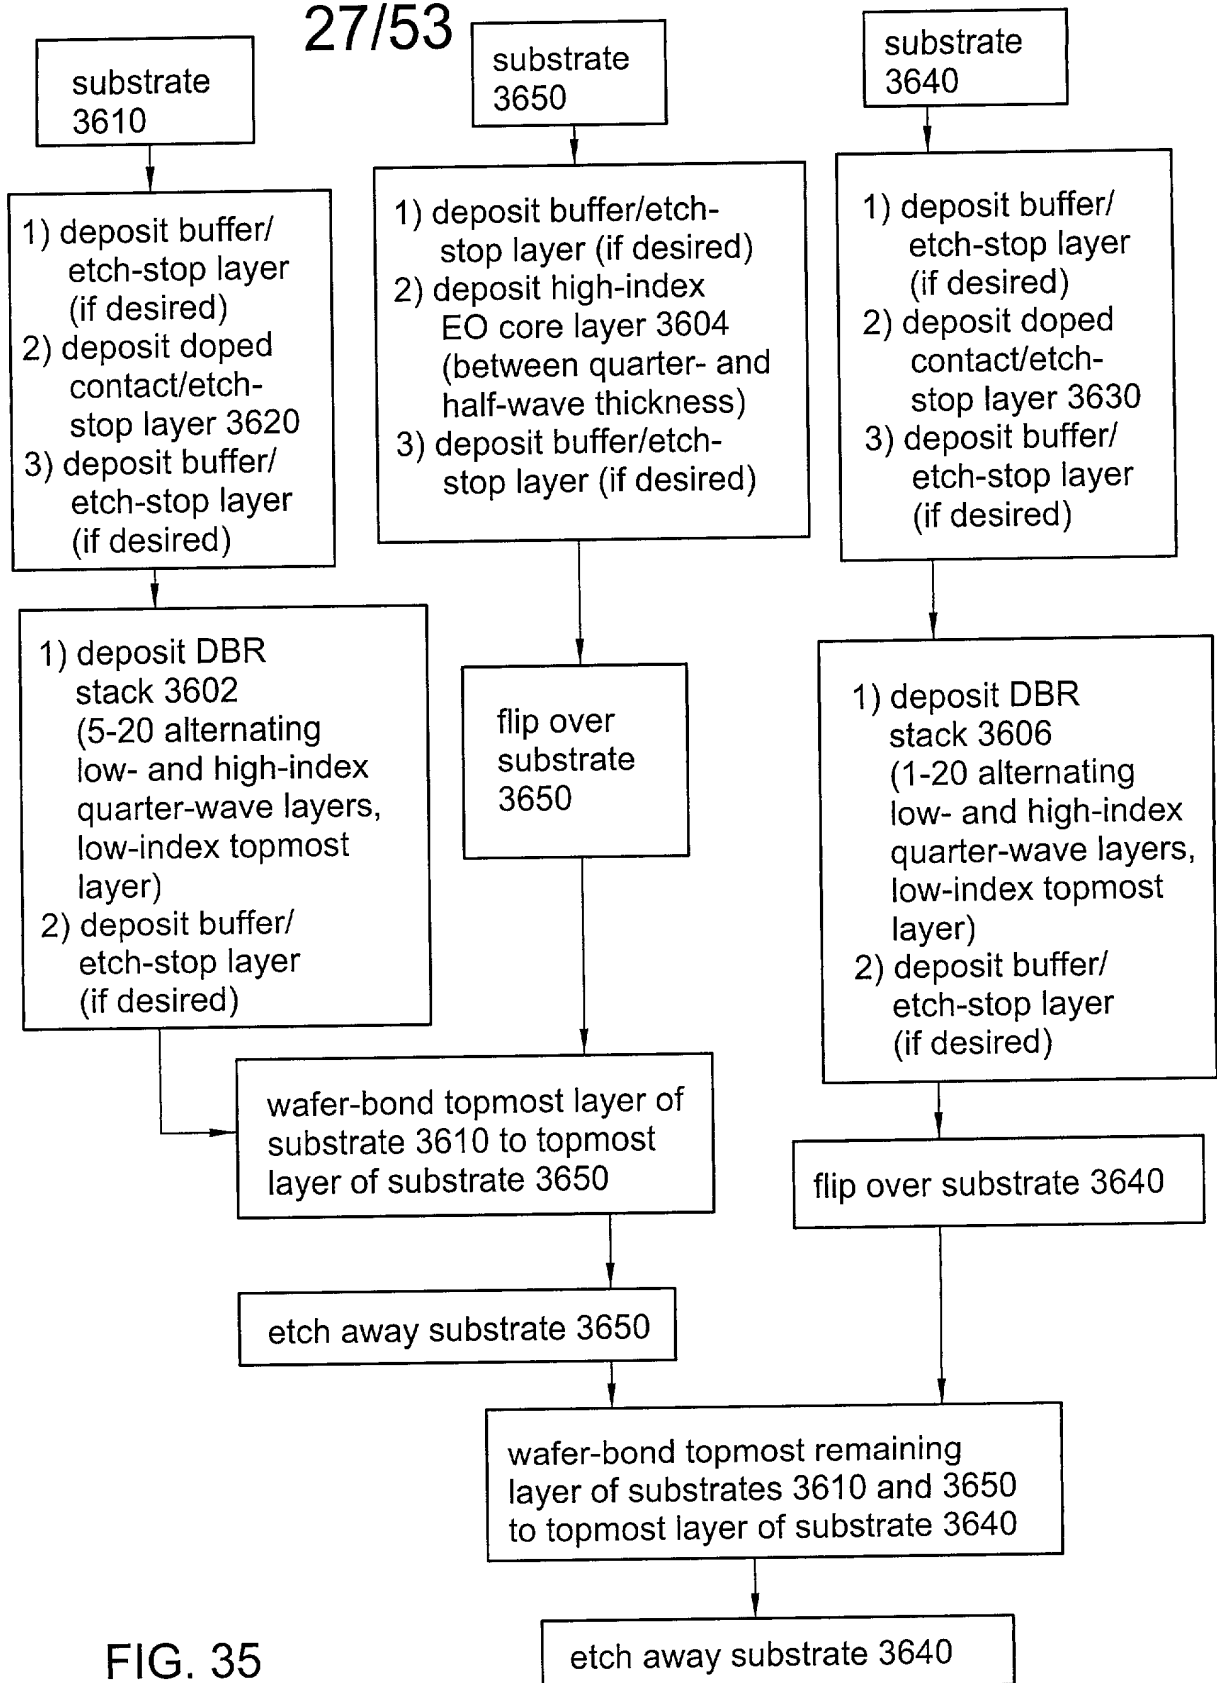 27/53
substrate
3610
substrate
3650
substrate
3640
1) deposit buffer/
etch-stop layer
(if desired)
2) deposit doped
contact/etch-
stop layer 3620
3) deposit buffer/
etch-stop layer
(if desired)
1) deposit buffer/etch-
stop layer (if desired)
2) deposit high-index
EO core layer 3604
(between quarter- and
half-wave thickness)
3) deposit buffer/etch-
stop layer (if desired)
1) deposit buffer/
etch-stop layer
(if desired)
2) deposit doped
contact/etch-
stop layer 3630
3) deposit buffer/
etch-stop layer
(if desired)
1) deposit DBR
stack 3602
(5-20 alternating
low- and high-index
quarter-wave layers,
low-index topmost
layer)
2) deposit buffer/
etch-stop layer
(if desired)
flip over
substrate
3650
1) deposit DBR
stack 3606
(1-20 alternating
low- and high-index
quarter-wave layers,
low-index topmost
layer)
2) deposit buffer/
etch-stop layer
(if desired)
wafer-bond topmost layer of
substrate 3610 to topmost
layer of substrate 3650
flip over substrate 3640
etch away substrate 3650
wafer-bond topmost remaining
layer of substrates 3610 and 3650
to topmost layer of substrate 3640
etch away substrate 3640
FIG. 35